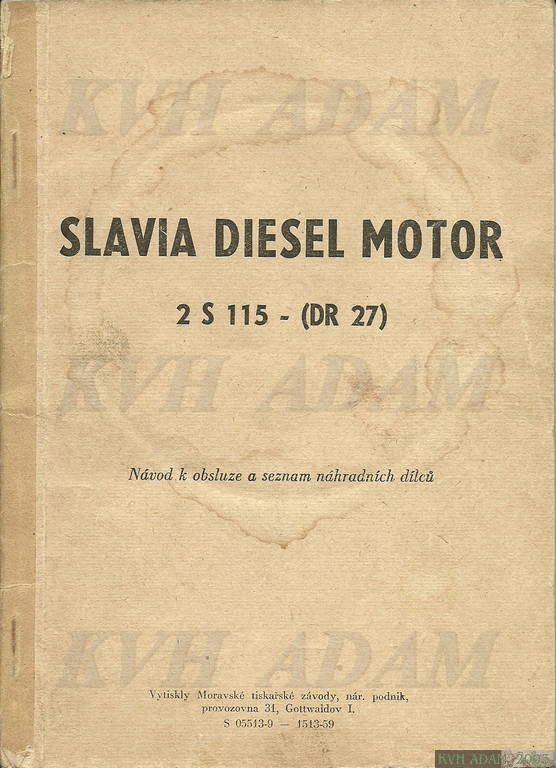 KVH ADAM
SLAVIA DIESEL MOTOR
2 S 115 - (DR 27)
KVH ADAM
Návod k obsluze a seznam náhradních dílců
KVH ADAM
Vytiskly Moravské tiskařské závody, nár. podnik,
provozovna 31, Gottwaldov I.
S 05513-9 — 1513-59
KVH ADAM 2005